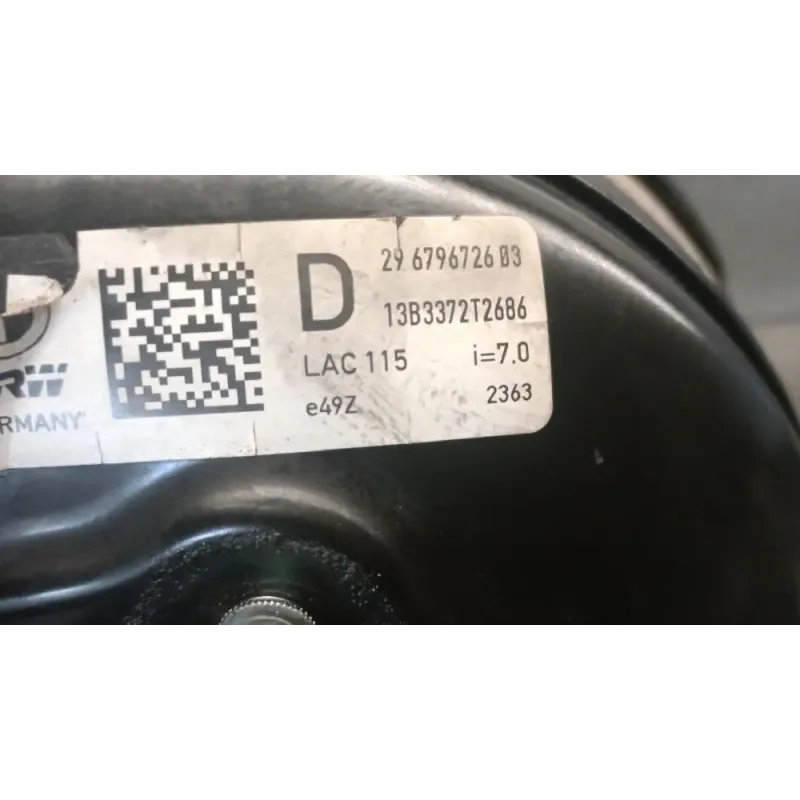 D
29 6796726 03
13B3372T2686
LAC 115 i=7.0
e49Z 2363
RW
RMANY